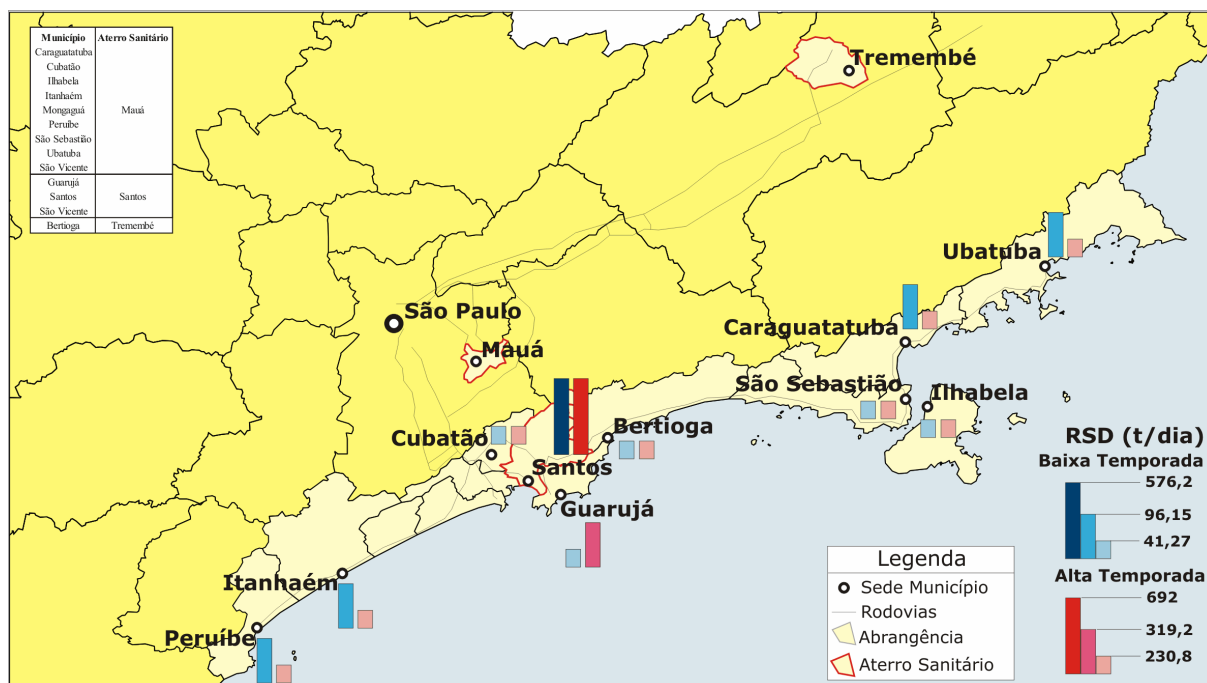 Município Aterro Sanitário
Caraguatatuba
Cubatão
Ilhabela
Itanhaém
Mongaguá Mauá
Peruíbe
São Sebastião
Ubatuba
São Vicente
Guarujá
Santos Santos
São Vicente
Bertioga Tremembé
Tremembé
Ubatuba
São Paulo
Caraguatatuba
Mauá
São Sebastião
Ilhabela
Bertioga
Cubatão
Santos
Guarujá
Itanhaém
Peruíbe
Legenda
Sede Município
Rodovias
Abrangência
Aterro Sanitário
RSD (t/dia)
Baixa Temporada
576,2
96,15
41,27
Alta Temporada
692
319,2
230,8